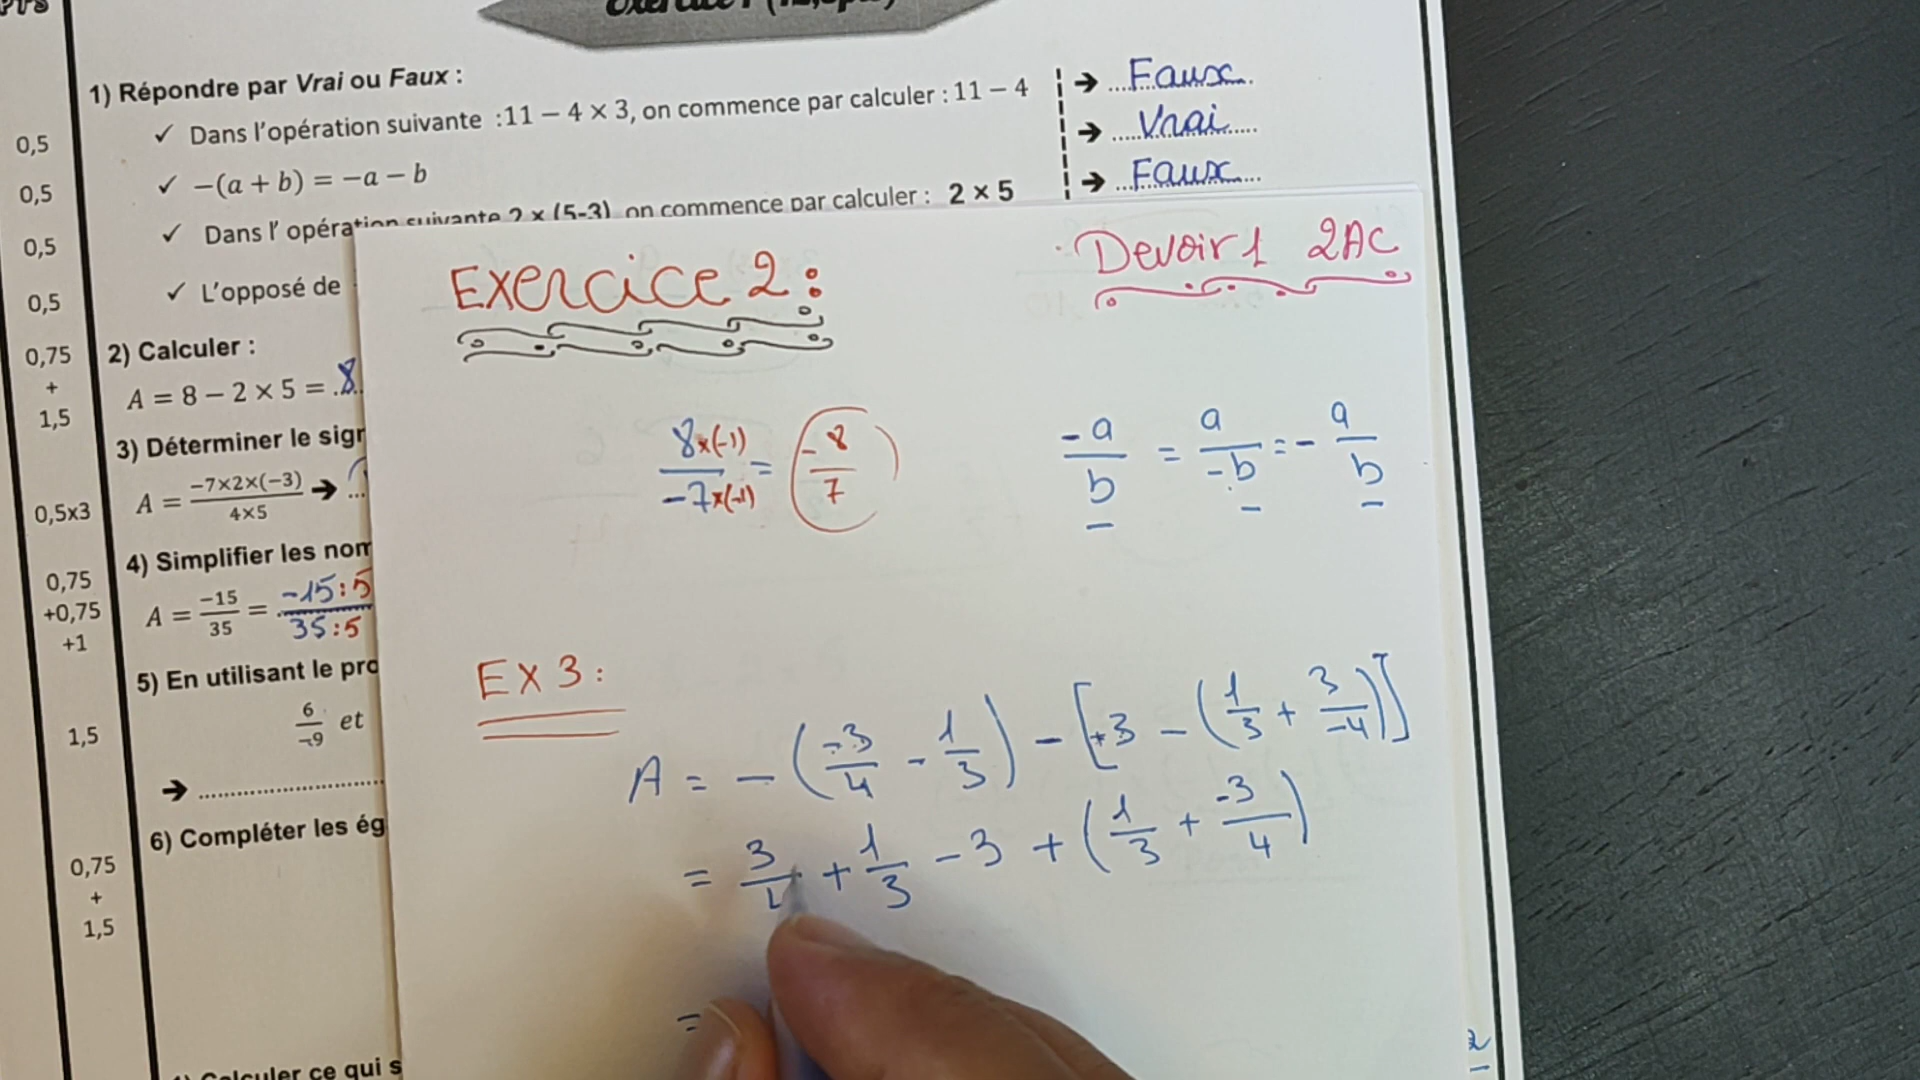 1) Répondre par Vrai ou Faux :
0,5 ✓ Dans l'opération suivante :11 − 4 × 3, on commence par calculer : 11 − 4 ➔ Faux
0,5 ✓ −(a + b) = −a − b ➔ Vrai
0,5 ✓ Dans l' opération suivante 2 × (5-3) on commence par calculer : 2 × 5 ➔ Faux
0,5 ✓ L'opposé de
0,75 + 1,5 2) Calculer :
A = 8 − 2 × 5 = 8
3) Déterminer le sign
0,5x3 A = −7×2×(−3) / 4×5 ➔
4) Simplifier les nom
0,75 +0,75 +1 A = −15/35 = −15:5 / 35:5
5) En utilisant le pro
1,5 6/−9 et
➔
6) Compléter les ég
0,75 + 1,5
Calculer ce qui s
Devoir 1 2AC
Exercice 2 :
8×(-1) / -7×(-1) = -8/7
-a/b = a/-b = - a/b
EX 3 :
A = - (-3/4 - 1/3) - [+3 - (1/3 + 3/-4)]
= 3/4 + 1/3 - 3 + (1/3 + -3/4)
=
2